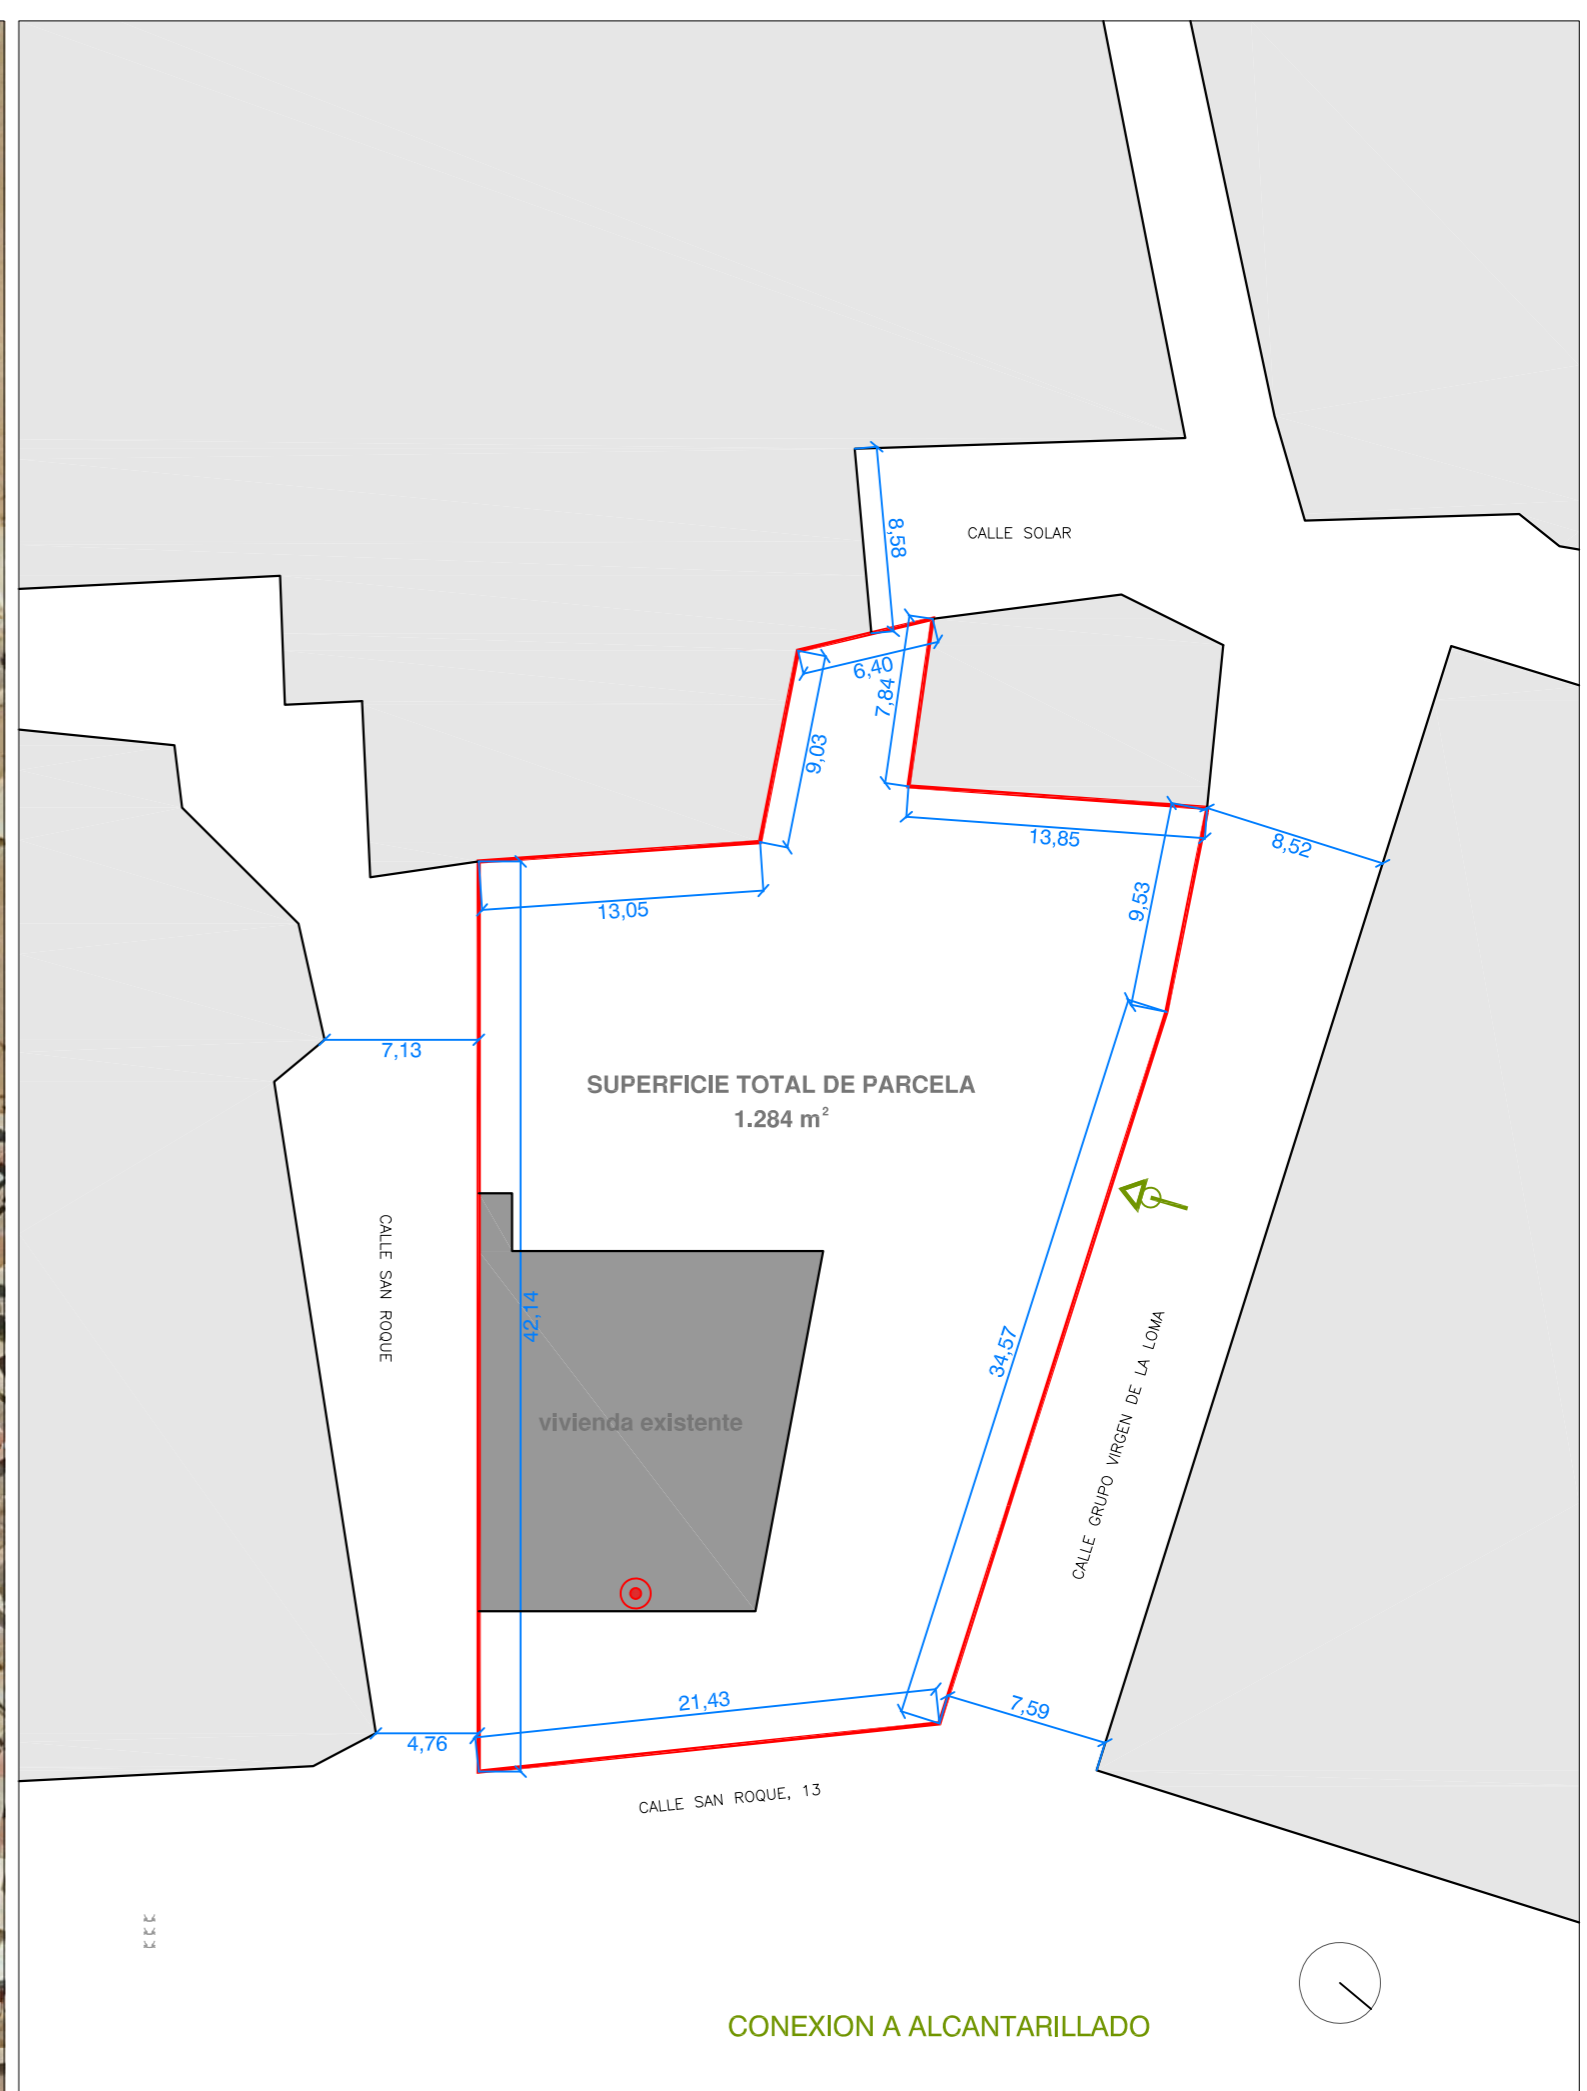 8,58
CALLE SOLAR
6,40
7,84
9,03
13,85
8,52
9,53
13,05
7,13
SUPERFICIE TOTAL DE PARCELA
1.284 m²
CALLE SAN ROQUE
42,14
34,57
CALLE GRUPO VIRGEN DE LA LOMA
vivienda existente
21,43
7,59
4,76
CALLE SAN ROQUE, 13
CONEXION A ALCANTARILLADO